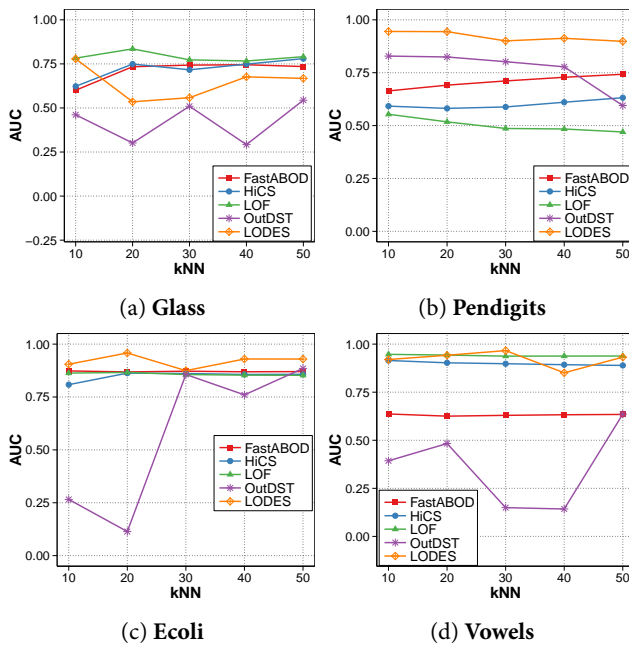 1.00
0.75
0.50
0.25
0.00
−0.25
AUC
10 20 30 40 50
kNN
FastABOD
HiCS
LOF
OutDST
LODES
(a) Glass
1.00
0.75
0.50
0.25
0.00
AUC
10 20 30 40 50
kNN
FastABOD
HiCS
LOF
OutDST
LODES
(b) Pendigits
1.00
0.75
0.50
0.25
0.00
AUC
10 20 30 40 50
kNN
FastABOD
HiCS
LOF
OutDST
LODES
(c) Ecoli
1.00
0.75
0.50
0.25
0.00
AUC
10 20 30 40 50
kNN
FastABOD
HiCS
LOF
OutDST
LODES
(d) Vowels